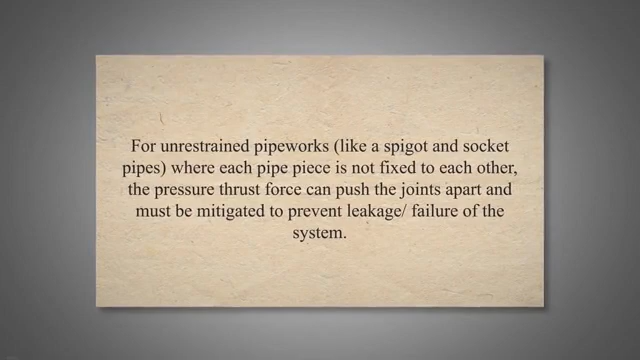 For unrestrained pipeworks (like a spigot and socket
pipes) where each pipe piece is not fixed to each other,
the pressure thrust force can push the joints apart and
must be mitigated to prevent leakage/ failure of the
system.